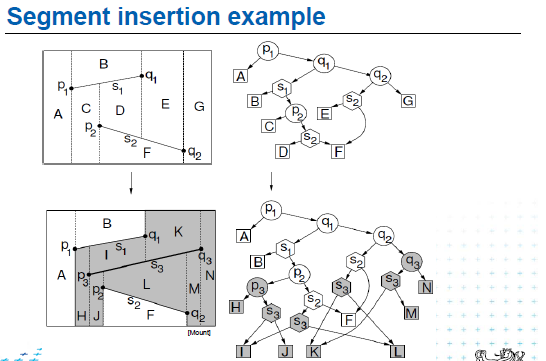 Segment insertion example
B
p1 s1 q1
A C D E G
p2
s2 F q2
p1
A q1
s1 q2
B p2 s2 G
C s2 E
D F
B K
p1 s1 q1
I s3 q3
A p3 L N
p2 M
s2
H J F q2
[Mount]
p1
A q1
s1 q2
B p2 s2 q3
p3 s2 s3 N
H s3 s3 F M
I J K L